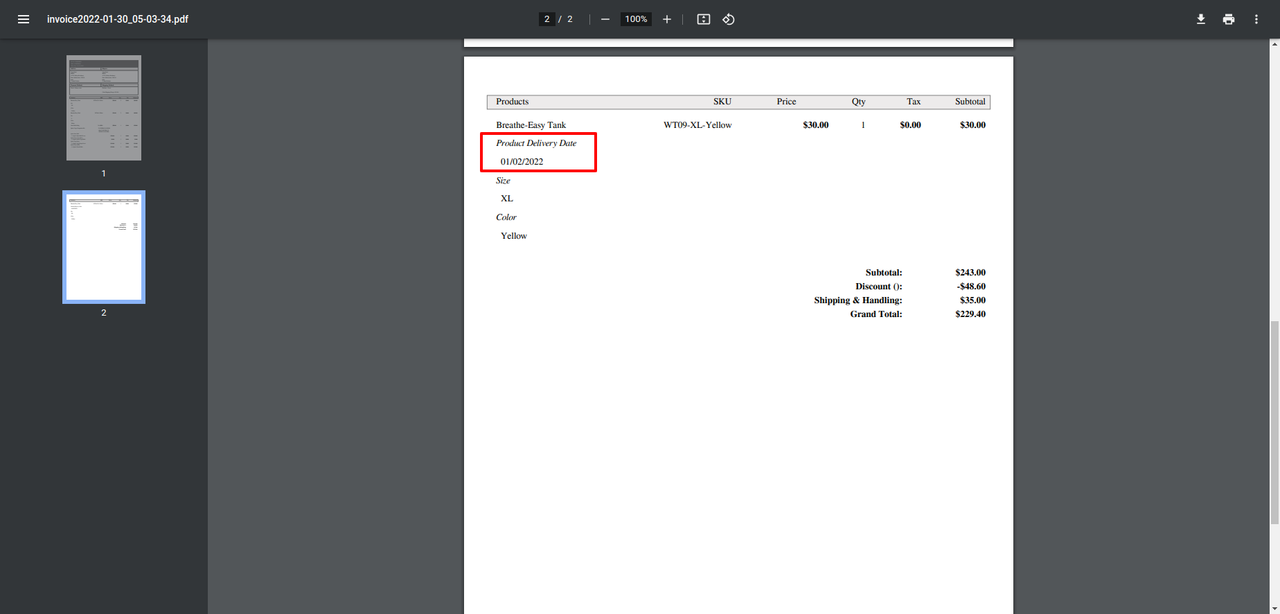 invoice2022-01-30_05-03-34.pdf
2 / 2
100%
1
2
Products SKU Price Qty Tax Subtotal
Breathe-Easy Tank WT09-XL-Yellow $30.00 1 $0.00 $30.00
Product Delivery Date
01/02/2022
Size
XL
Color
Yellow
Subtotal: $243.00
Discount (): -$48.60
Shipping & Handling: $35.00
Grand Total: $229.40